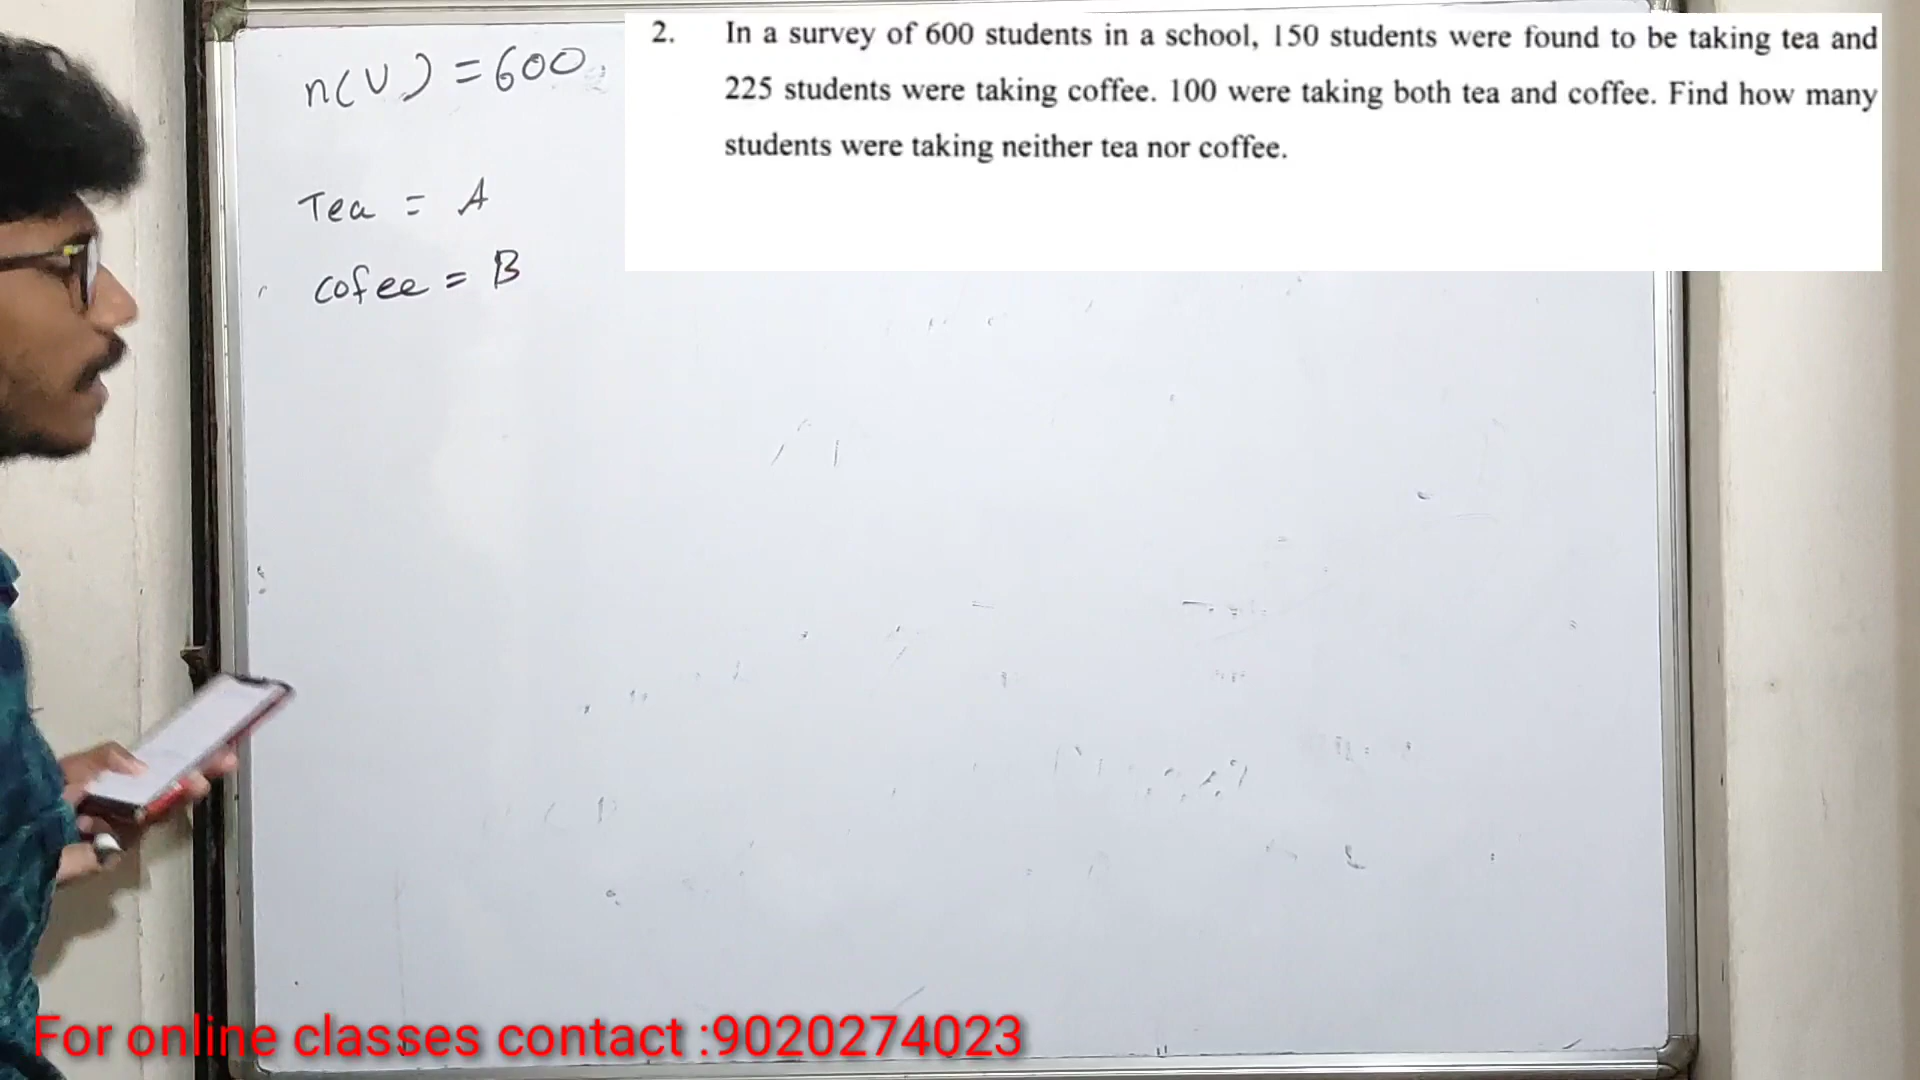 n(U) = 600
Tea = A
cofee = B
2. In a survey of 600 students in a school, 150 students were found to be taking tea and
225 students were taking coffee. 100 were taking both tea and coffee. Find how many
students were taking neither tea nor coffee.
For online classes contact :9020274023